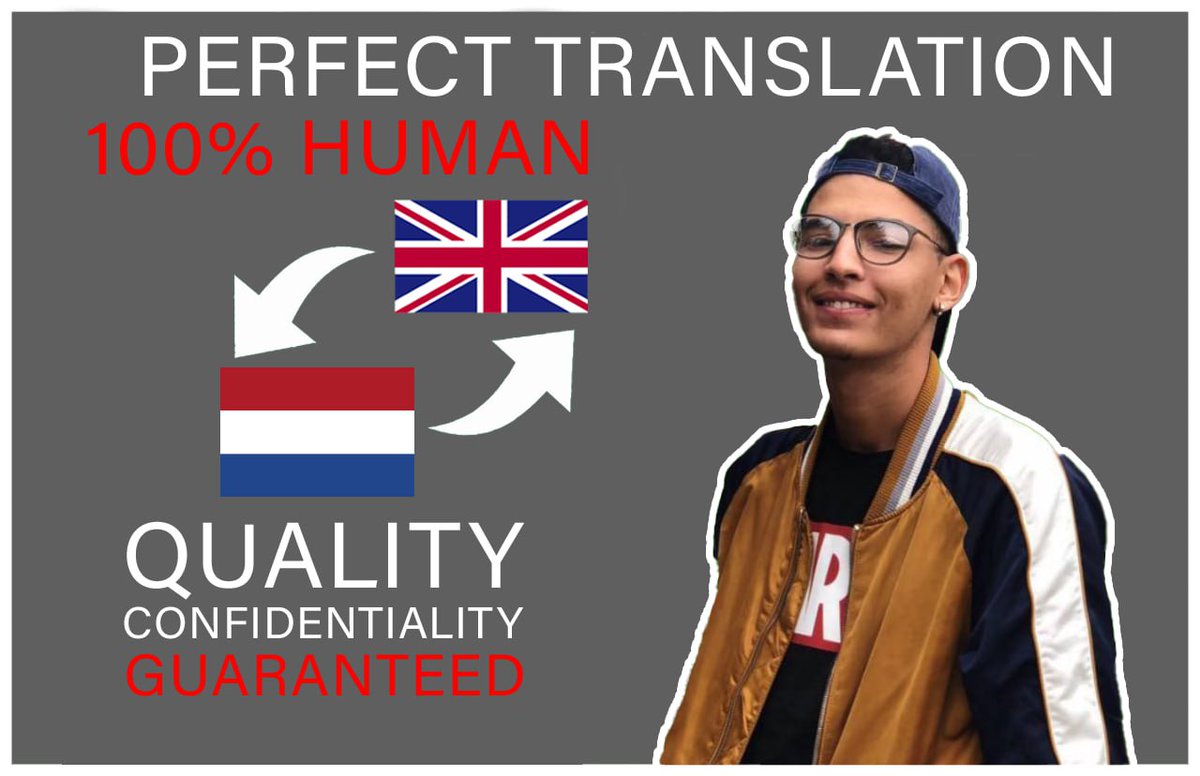 PERFECT TRANSLATION
100% HUMAN
QUALITY
CONFIDENTIALITY
GUARANTEED